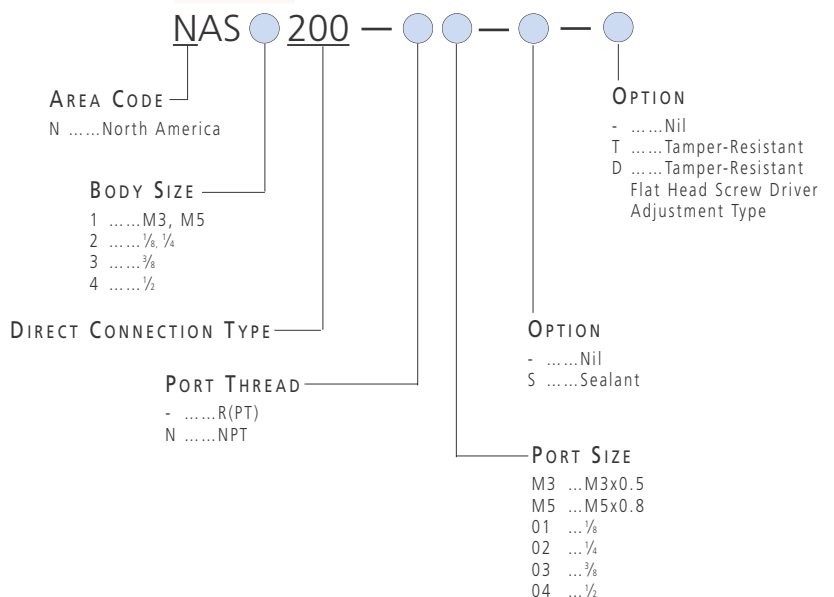 NAS 200 — — —
AREA CODE
N ......North America
BODY SIZE
1 ......M3, M5
2 ......⅛, ¼
3 ......⅜
4 ......½
DIRECT CONNECTION TYPE
PORT THREAD
- ......R(PT)
N ......NPT
OPTION
- ......Nil
T ......Tamper-Resistant
D ......Tamper-Resistant
Flat Head Screw Driver
Adjustment Type
OPTION
- ......Nil
S ......Sealant
PORT SIZE
M3 ...M3x0.5
M5 ...M5x0.8
01 ...⅛
02 ...¼
03 ...⅜
04 ...½